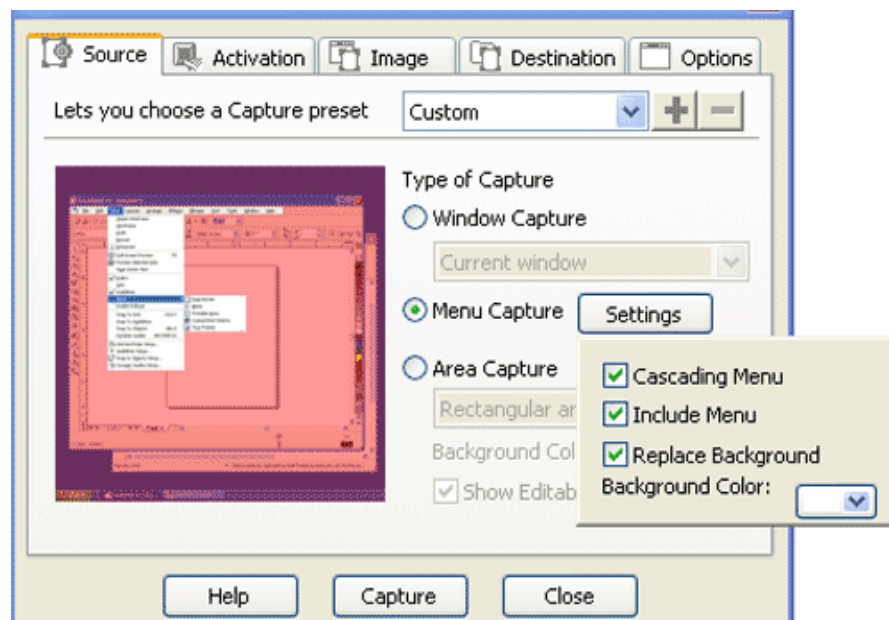 Source Activation Image Destination Options
Lets you choose a Capture preset Custom
Type of Capture
Window Capture
Current window
Menu Capture Settings
Area Capture
Rectangular ar
Background Col
Show Editab
Cascading Menu
Include Menu
Replace Background
Background Color:
Help Capture Close